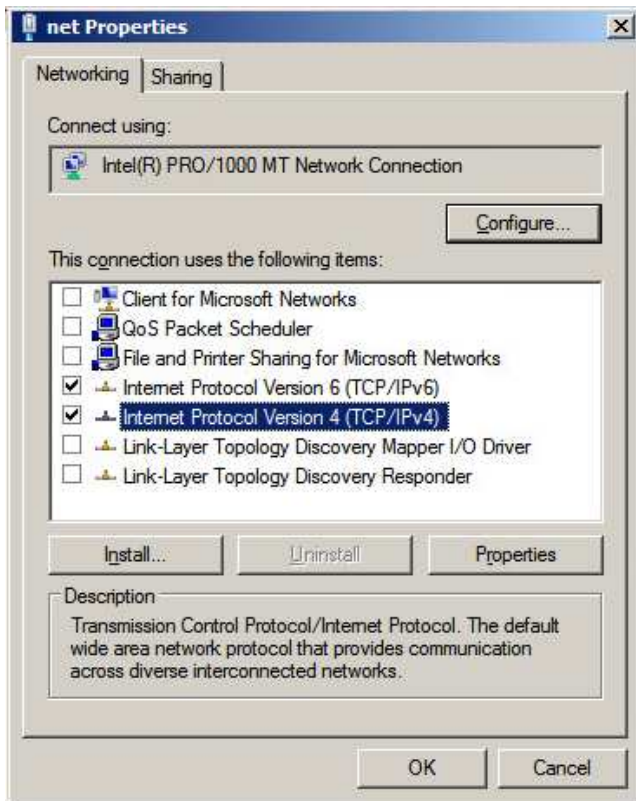 net Properties
Networking
Sharing
Connect using:
Intel(R) PRO/1000 MT Network Connection
Configure...
This connection uses the following items:
Client for Microsoft Networks
QoS Packet Scheduler
File and Printer Sharing for Microsoft Networks
Internet Protocol Version 6 (TCP/IPv6)
Internet Protocol Version 4 (TCP/IPv4)
Link-Layer Topology Discovery Mapper I/O Driver
Link-Layer Topology Discovery Responder
Install...
Uninstall
Properties
Description
Transmission Control Protocol/Internet Protocol. The default
wide area network protocol that provides communication
across diverse interconnected networks.
OK
Cancel